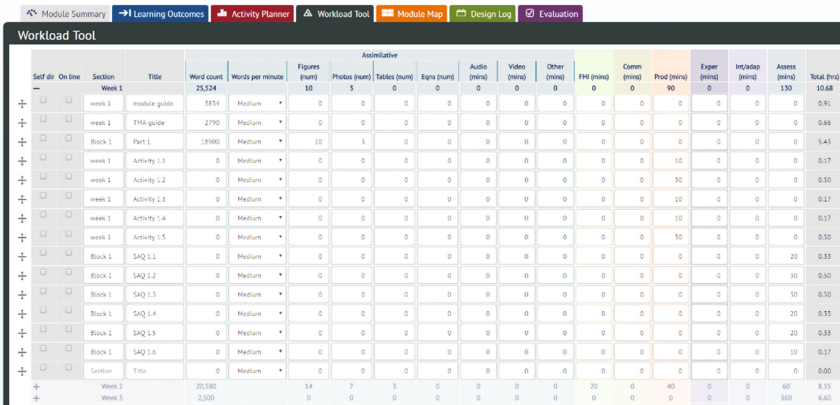 Module Summary Learning Outcomes Activity Planner Workload Tool Module Map Design Log Evaluation
Workload Tool
Assimilative
Self dir On line Section Title Word count Words per minute Figures (num) Photos (num) Tables (num) Eqns (num) Audio (mins) Video (mins) Other (mins) FHI (mins) Comm (mins) Prod (mins) Exper (mins) Int/adap (mins) Assess (mins) Total (hrs)
− Week 1 25,524 10 3 0 0 0 0 0 0 0 90 0 0 130 10.68
week 1 module guide 3834 Medium 0 0 0 0 0 0 0 0 0 0 0 0 0 0.91
week 1 TMA guide 2790 Medium 0 0 0 0 0 0 0 0 0 0 0 0 0 0.66
Block 1 Part 1 18900 Medium 10 3 0 0 0 0 0 0 0 0 0 0 0 5.43
week 1 Activity 1.1 0 Medium 0 0 0 0 0 0 0 0 0 10 0 0 0 0.17
week 1 Activity 1.2 0 Medium 0 0 0 0 0 0 0 0 0 30 0 0 0 0.50
week 1 Activity 1.3 0 Medium 0 0 0 0 0 0 0 0 0 10 0 0 0 0.17
week 1 Activity 1.4 0 Medium 0 0 0 0 0 0 0 0 0 10 0 0 0 0.17
week 1 Activity 1.5 0 Medium 0 0 0 0 0 0 0 0 0 30 0 0 0 0.50
Block 1 SAQ 1.1 0 Medium 0 0 0 0 0 0 0 0 0 0 0 0 20 0.33
Block 1 SAQ 1.2 0 Medium 0 0 0 0 0 0 0 0 0 0 0 0 30 0.50
Block 1 SAQ 1.3 0 Medium 0 0 0 0 0 0 0 0 0 0 0 0 30 0.50
Block 1 SAQ 1.4 0 Medium 0 0 0 0 0 0 0 0 0 0 0 0 20 0.33
Block 1 SAQ 1.5 0 Medium 0 0 0 0 0 0 0 0 0 0 0 0 20 0.33
Block 1 SAQ 1.6 0 Medium 0 0 0 0 0 0 0 0 0 0 0 0 10 0.17
Section Title 0 Medium 0 0 0 0 0 0 0 0 0 0 0 0 0 0.00
+ Week 2 20,580 14 7 3 0 0 0 0 20 0 40 0 0 60 8.55
+ Week 3 2,500 0 0 0 0 0 0 0 0 0 0 0 0 360 6.60